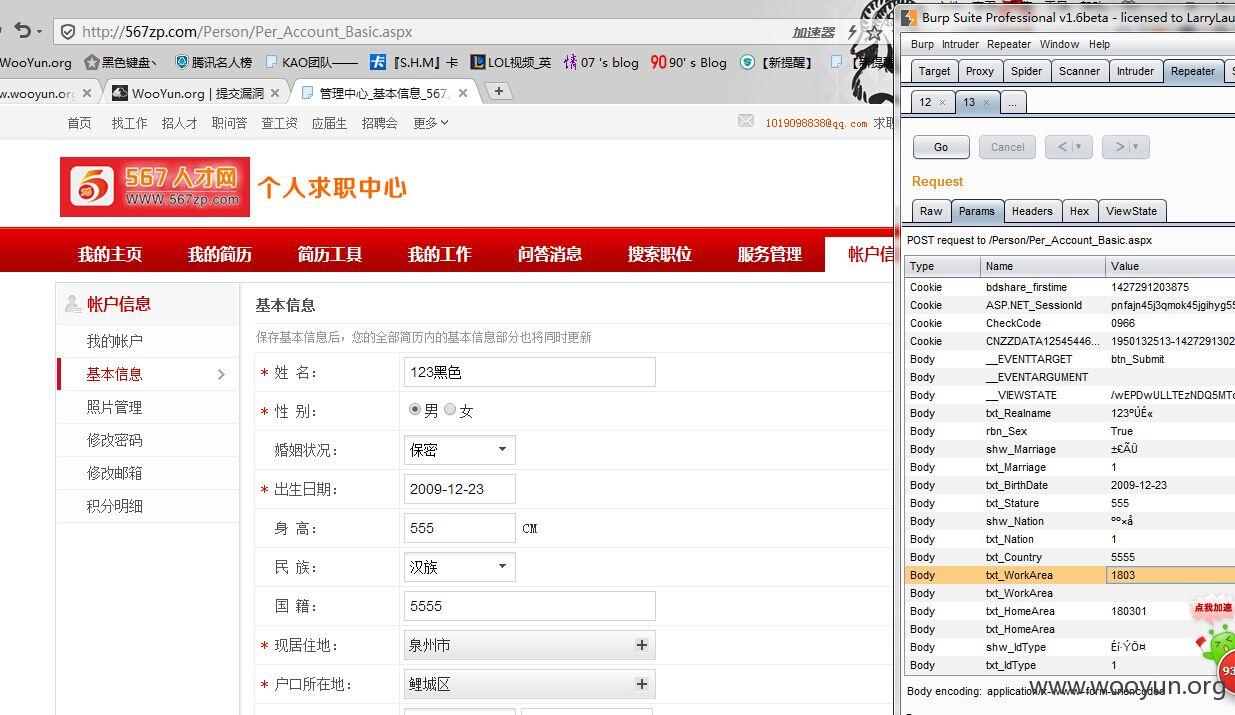 http://567zp.com/Person/Per_Account_Basic.aspx 加速器
WooYun.org 黑色键盘丶 腾讯名人榜 KAO团队—— 『S.H.M』卡 LOL视频_英 07 's blog 90' s Blog 【新提醒】
w.wooyun.org WooYun.org | 提交漏洞 管理中心_基本信息_567
首页 找工作 招人才 职问答 查工资 应届生 招聘会 更多 1019098838@qq.com 求职
567人才网
WWW.567zp.com
个人求职中心
我的主页 我的简历 简历工具 我的工作 问答消息 搜索职位 服务管理 帐户信
帐户信息
我的帐户
基本信息
照片管理
修改密码
修改邮箱
积分明细
基本信息
保存基本信息后，您的全部简历内的基本信息部分也将同时更新
* 姓 名： 123黑色
* 性 别： 男 女
婚姻状况： 保密
* 出生日期： 2009-12-23
身 高： 555 CM
民 族： 汉族
国 籍： 5555
* 现居住地： 泉州市 +
* 户口所在地： 鲤城区 +
Burp Suite Professional v1.6beta - licensed to LarryLau
Burp Intruder Repeater Window Help
Target Proxy Spider Scanner Intruder Repeater
12 × 13 × ...
Go Cancel < >
Request
Raw Params Headers Hex ViewState
POST request to /Person/Per_Account_Basic.aspx
Type Name Value
Cookie bdshare_firstime 1427291203875
Cookie ASP.NET_SessionId pnfajn45j3qmok45jgihyg55
Cookie CheckCode 0966
Cookie CNZZDATA12545446... 1950132513-1427291302
Body __EVENTTARGET btn_Submit
Body __EVENTARGUMENT
Body __VIEWSTATE /wEPDwULLTEzNDQ5MTc
Body txt_Realname 123ºÚÉ«
Body rbn_Sex True
Body shw_Marriage ±£ÃÜ
Body txt_Marriage 1
Body txt_BirthDate 2009-12-23
Body txt_Stature 555
Body shw_Nation ºº×å
Body txt_Nation 1
Body txt_Country 5555
Body txt_WorkArea 1803
Body txt_WorkArea
Body txt_HomeArea 180301
Body txt_HomeArea
Body shw_IdType Éí·ÝÖ¤
Body txt_IdType 1
Body encoding: application/x-www-form-urlencoded
点我加速
93
www.wooyun.org